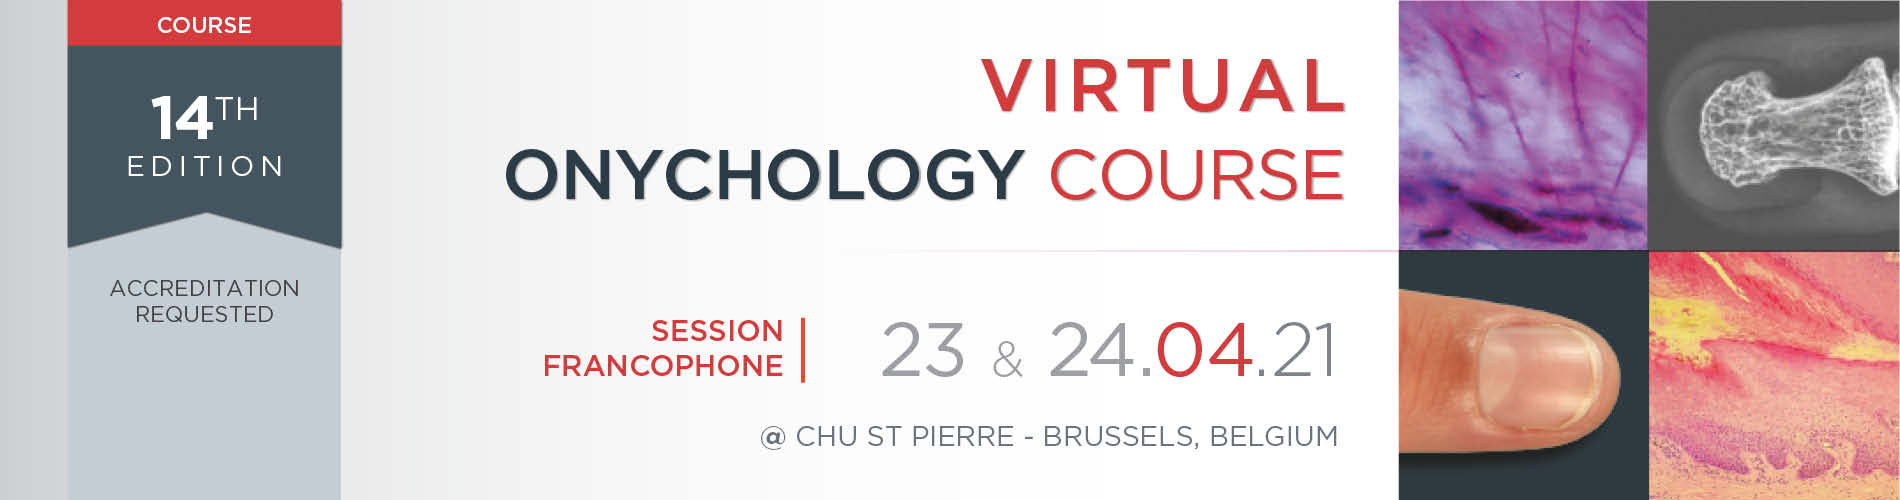 COURSE
14TH
EDITION
ACCREDITATION
REQUESTED
VIRTUAL
ONYCHOLOGY COURSE
SESSION
FRANCOPHONE
23 & 24.04.21
@ CHU ST PIERRE - BRUSSELS, BELGIUM